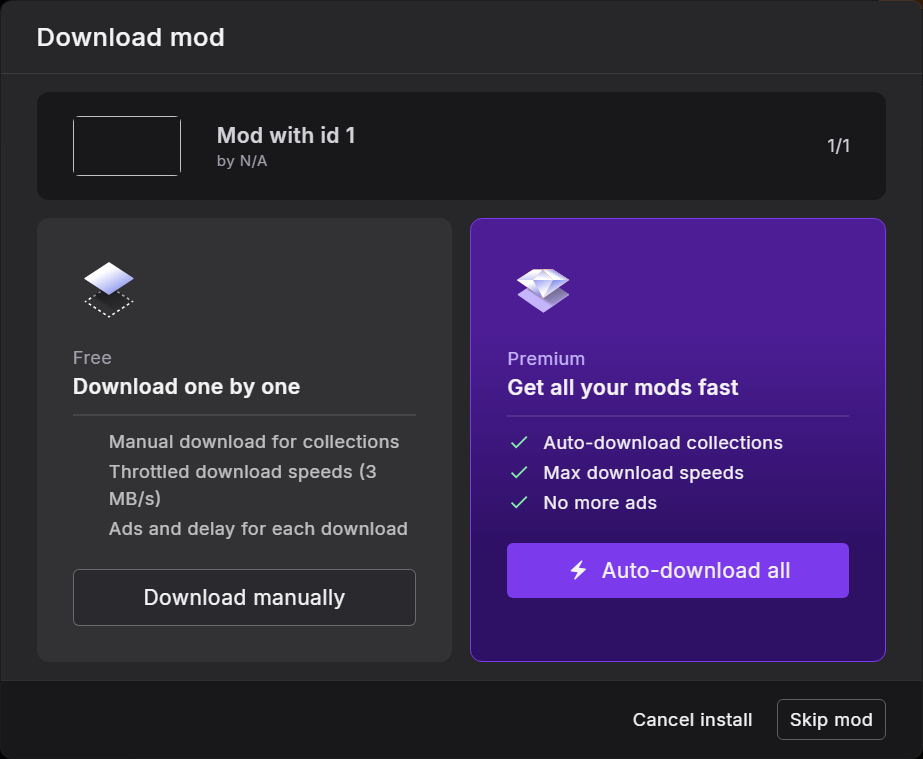 Download mod
Mod with id 1
by N/A
1/1
Free
Download one by one
Manual download for collections
Throttled download speeds (3
MB/s)
Ads and delay for each download
Download manually
Premium
Get all your mods fast
Auto-download collections
Max download speeds
No more ads
Auto-download all
Cancel install
Skip mod